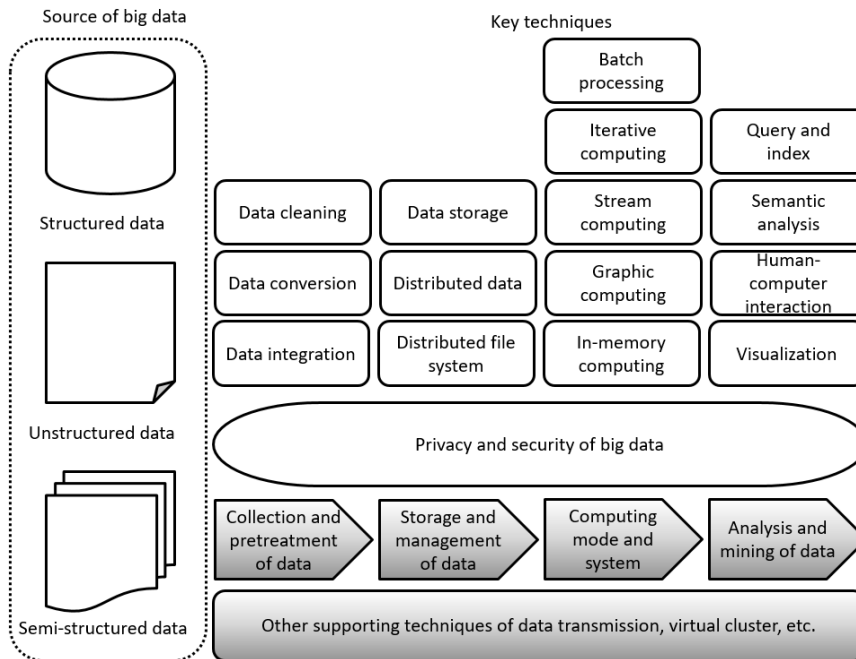 Source of big data
Key techniques
Structured data
Unstructured data
Semi-structured data
Batch
processing
Iterative
computing
Query and
index
Data cleaning
Data storage
Stream
computing
Semantic
analysis
Data conversion
Distributed data
Graphic
computing
Human-
computer
interaction
Data integration
Distributed file
system
In-memory
computing
Visualization
Privacy and security of big data
Collection and
pretreatment
of data
Storage and
management
of data
Computing
mode and
system
Analysis and
mining of data
Other supporting techniques of data transmission, virtual cluster, etc.